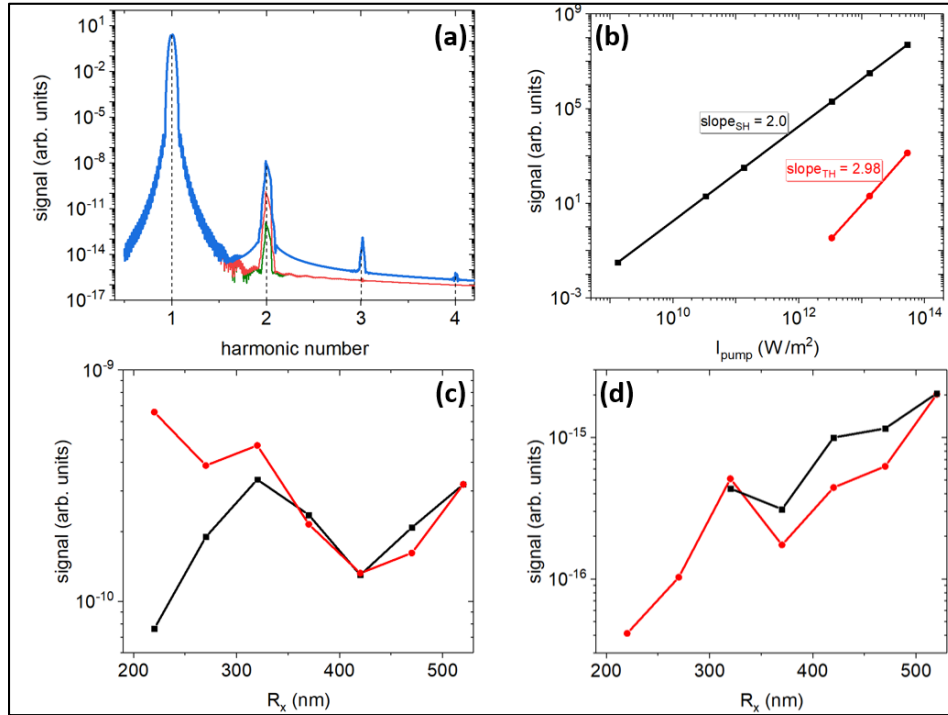 (a)
signal (arb. units)
10^1
10^-2
10^-5
10^-8
10^-11
10^-14
10^-17
1 2 3 4
harmonic number
(b)
signal (arb. units)
10^9
10^5
10^1
10^-3
slope_SH = 2.0
slope_TH = 2.98
10^10 10^12 10^14
I_pump (W/m^2)
(c)
signal (arb. units)
10^-9
10^-10
200 300 400 500
R_x (nm)
(d)
signal (arb. units)
10^-15
10^-16
200 300 400 500
R_x (nm)